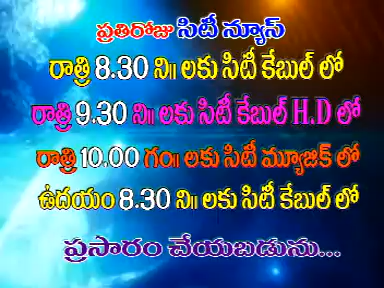 ప్రతిరోజు సిటీ న్యూస్
రాత్రి 8.30 ని॥ లకు సిటీ కేబుల్ లో
రాత్రి 9.30 ని॥ లకు సిటీ కేబుల్ H.D లో
రాత్రి 10.00 గం॥ లకు సిటీ మ్యూజిక్ లో
ఉదయం 8.30 ని॥ లకు సిటీ కేబుల్ లో
ప్రసారం చేయబడును...